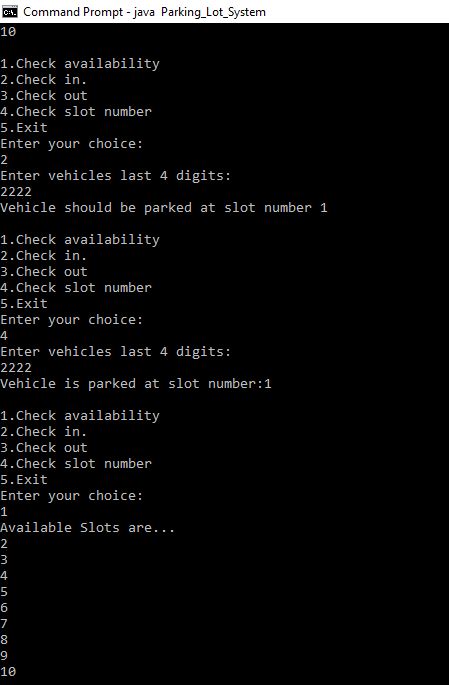 Command Prompt - java  Parking_Lot_System
10
1.Check availability
2.Check in.
3.Check out
4.Check slot number
5.Exit
Enter your choice:
2
Enter vehicles last 4 digits:
2222
Vehicle should be parked at slot number 1
1.Check availability
2.Check in.
3.Check out
4.Check slot number
5.Exit
Enter your choice:
4
Enter vehicles last 4 digits:
2222
Vehicle is parked at slot number:1
1.Check availability
2.Check in.
3.Check out
4.Check slot number
5.Exit
Enter your choice:
1
Available Slots are...
2
3
4
5
6
7
8
9
10